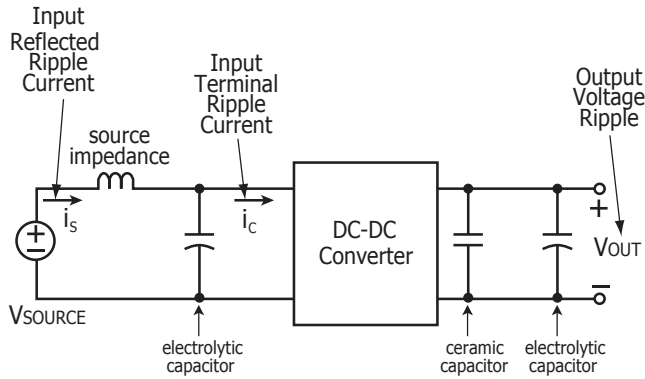 Input
Reflected
Ripple
Current
Input
Terminal
Ripple
Current
Output
Voltage
Ripple
source
impedance
iS
iC
+
−
VSOURCE
DC-DC
Converter
+
VOUT
−
electrolytic
capacitor
ceramic
capacitor
electrolytic
capacitor